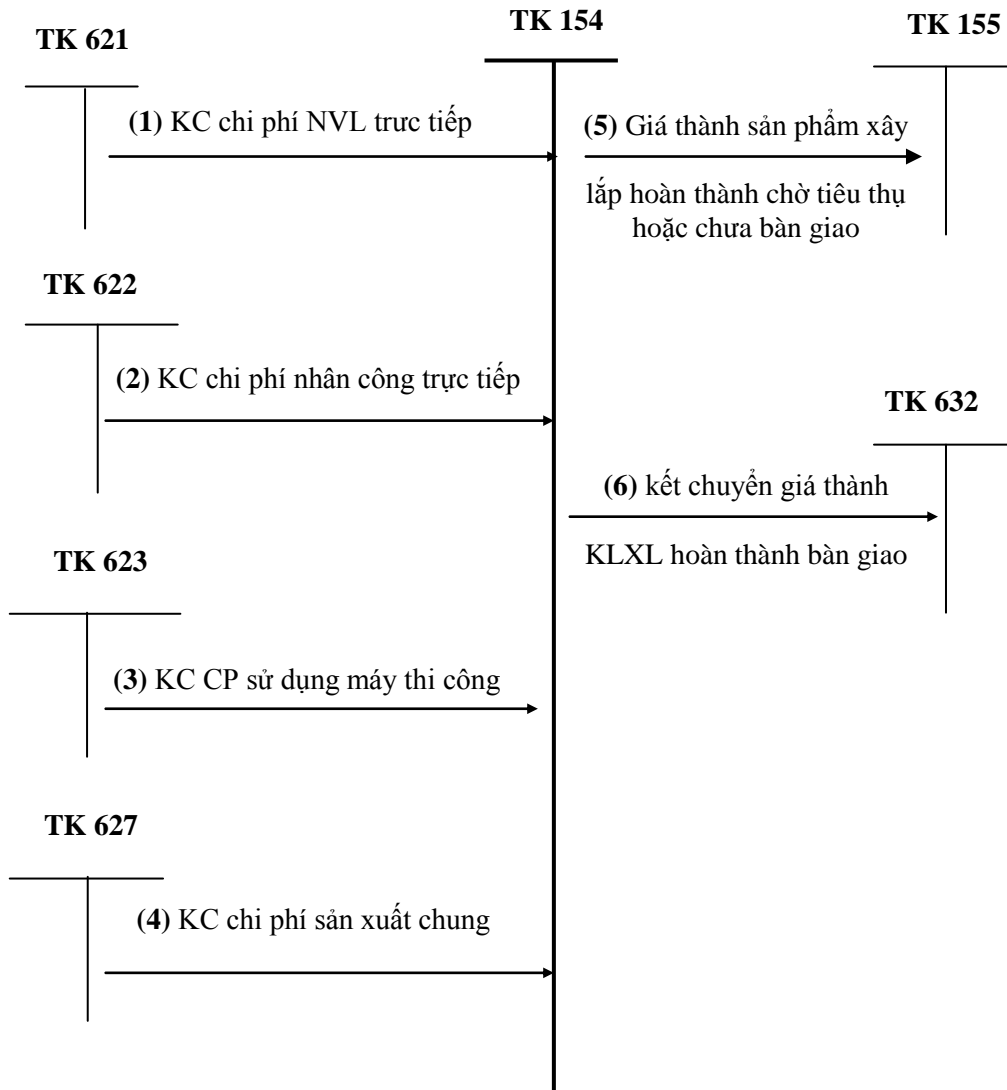 TK 621
TK 154
TK 155
(1) KC chi phí NVL trưc tiếp
(5) Giá thành sản phẩm xây
lắp hoàn thành chờ tiêu thụ
hoặc chưa bàn giao
TK 622
(2) KC chi phí nhân công trực tiếp
TK 632
(6) kết chuyển giá thành
KLXL hoàn thành bàn giao
TK 623
(3) KC CP sử dụng máy thi công
TK 627
(4) KC chi phí sản xuất chung